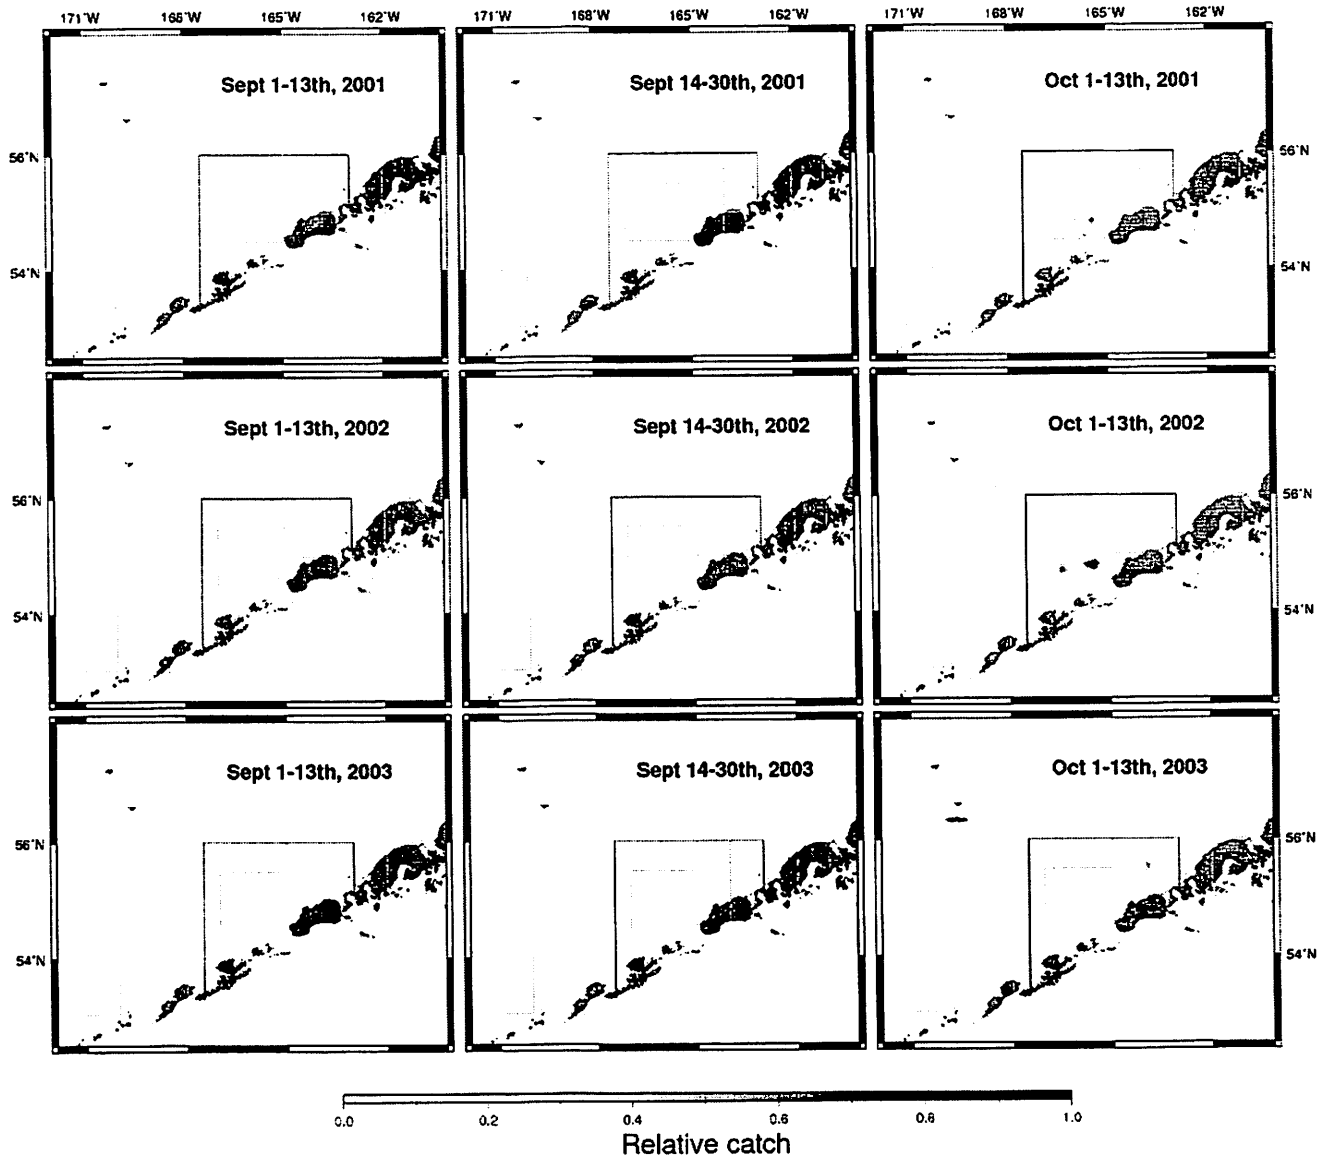 171°W 168°W 165°W 162°W 171°W 168°W 165°W 162°W 171°W 168°W 165°W 162°W
Sept 1-13th, 2001 Sept 14-30th, 2001 Oct 1-13th, 2001
56°N 56°N
54°N 54°N
Sept 1-13th, 2002 Sept 14-30th, 2002 Oct 1-13th, 2002
56°N 56°N
54°N 54°N
Sept 1-13th, 2003 Sept 14-30th, 2003 Oct 1-13th, 2003
56°N 56°N
54°N 54°N
0.0 0.2 0.4 0.6 0.8 1.0
Relative catch